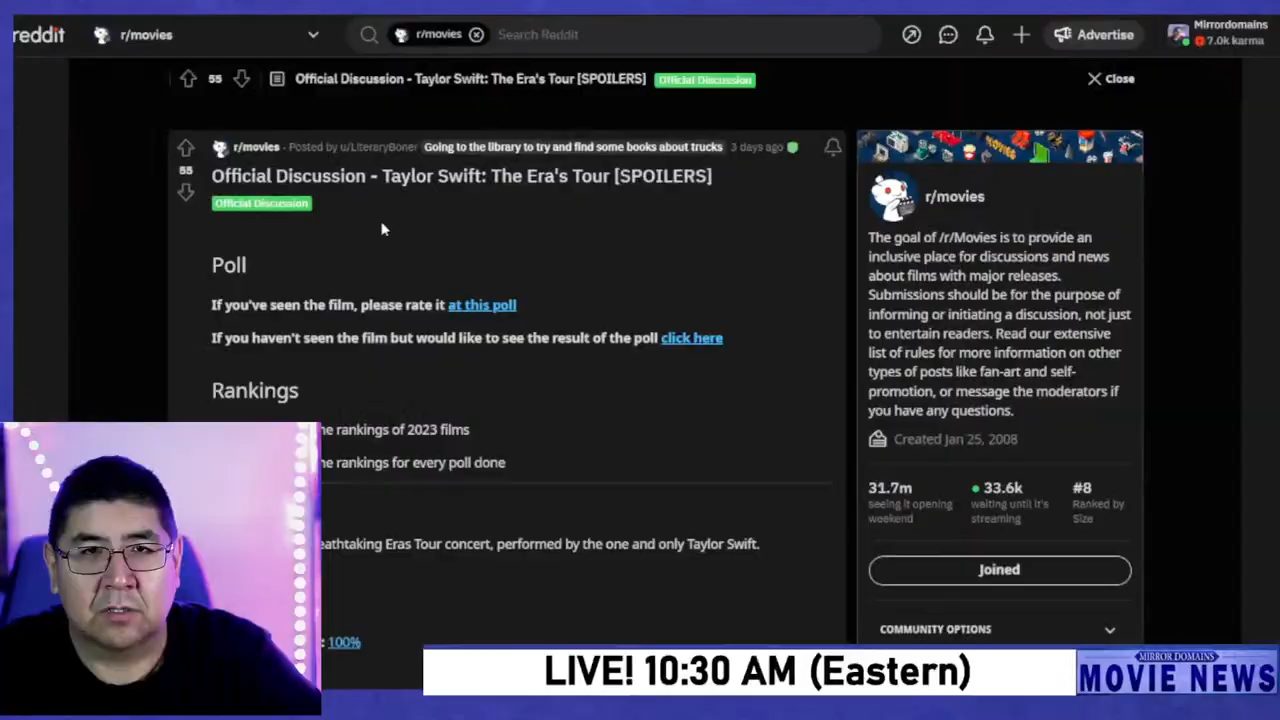 reddit
r/movies
r/movies
Search Reddit
Advertise
Mirrordomains
7.0k karma
55
Official Discussion - Taylor Swift: The Era's Tour [SPOILERS]
Official Discussion
Close
r/movies · Posted by u/LiteraryBoner Going to the library to try and find some books about trucks 3 days ago
55
Official Discussion - Taylor Swift: The Era's Tour [SPOILERS]
Official Discussion
Poll
If you've seen the film, please rate it at this poll
If you haven't seen the film but would like to see the result of the poll click here
Rankings
rankings of 2023 films
rankings for every poll done
Eras Tour concert, performed by the one and only Taylor Swift.
100%
MOVIES
r/movies
The goal of /r/Movies is to provide an
inclusive place for discussions and news
about films with major releases.
Submissions should be for the purpose of
informing or initiating a discussion, not just
to entertain readers. Read our extensive
list of rules for more information on other
types of posts like fan-art and self-
promotion, or message the moderators if
you have any questions.
Created Jan 25, 2008
31.7m
seeing it opening
weekend
33.6k
waiting until it's
streaming
#8
Ranked by
Size
Joined
COMMUNITY OPTIONS
LIVE! 10:30 AM (Eastern)
MIRROR DOMAINS
MOVIE NEWS